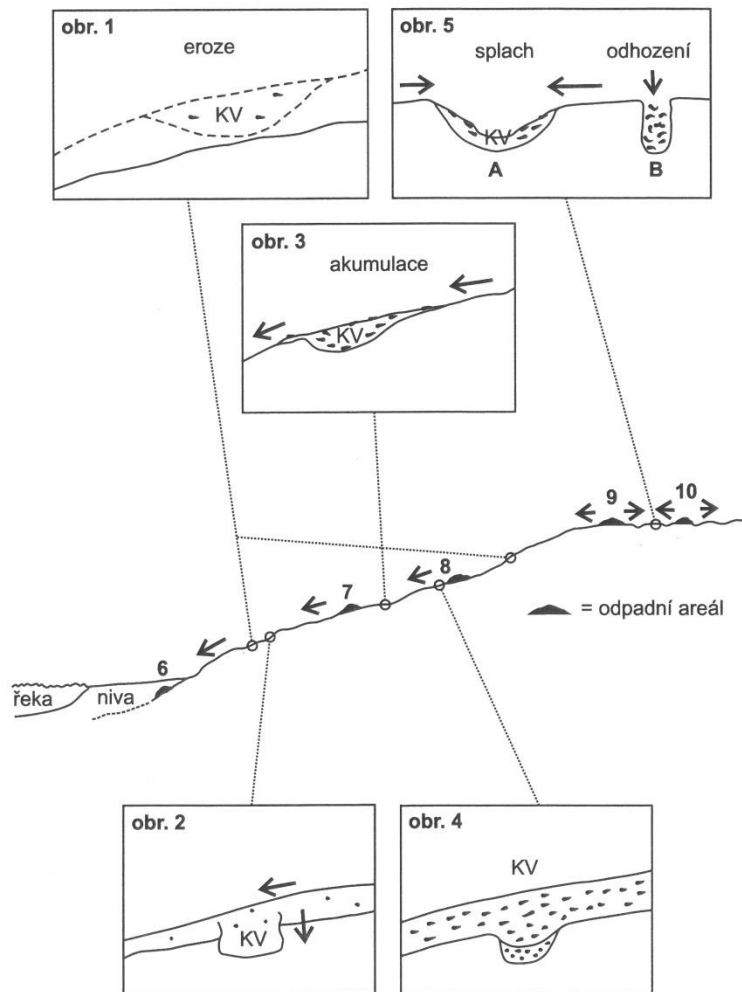 obr. 1
eroze
KV
obr. 5
splach
odhození
KV
A
B
obr. 3
akumulace
KV
9
10
8
7
= odpadní areál
6
řeka
niva
obr. 2
KV
obr. 4
KV